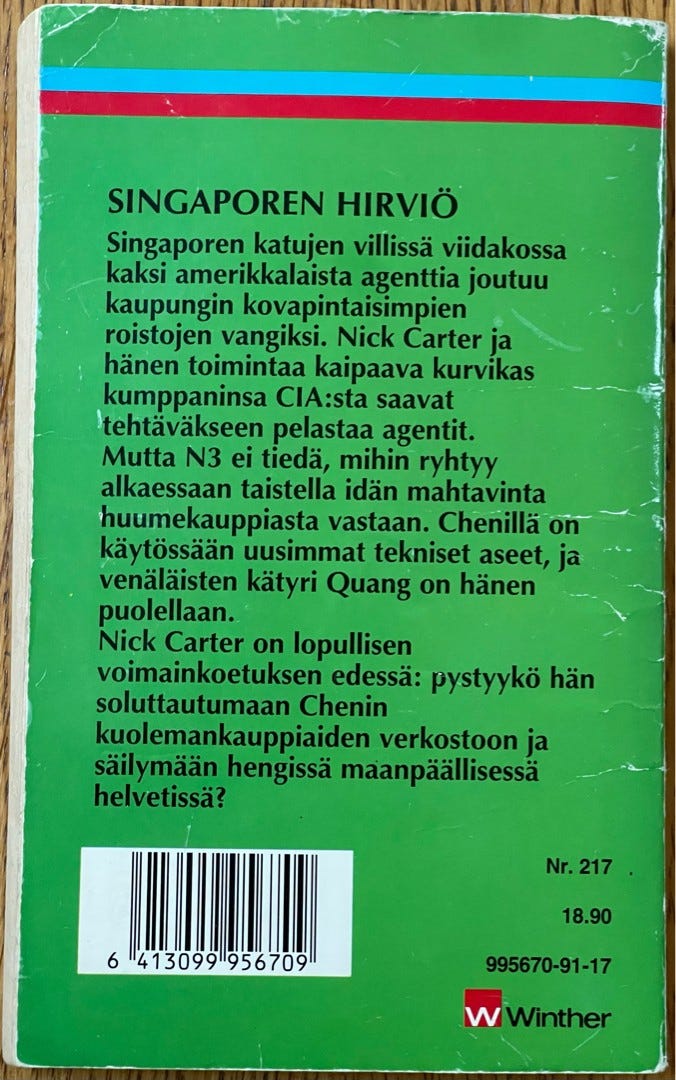 SINGAPOREN HIRVIÖ
Singaporen katujen villissä viidakossa
kaksi amerikkalaista agenttia joutuu
kaupungin kovapintaisimpien
roistojen vangiksi. Nick Carter ja
hänen toimintaa kaipaava kurvikas
kumppaninsa CIA:sta saavat
tehtäväkseen pelastaa agentit.
Mutta N3 ei tiedä, mihin ryhtyy
alkaessaan taistella idän mahtavinta
huumekauppiasta vastaan. Chenillä on
käytössään uusimmat tekniset aseet, ja
venäläisten kätyri Quang on hänen
puolellaan.
Nick Carter on lopullisen
voimainkoetuksen edessä: pystyykö hän
soluttautumaan Chenin
kuolemankauppiaiden verkostoon ja
säilymään hengissä maanpäällisessä
helvetissä?
Nr. 217
18.90
995670-91-17
6 413099 956709
W Winther